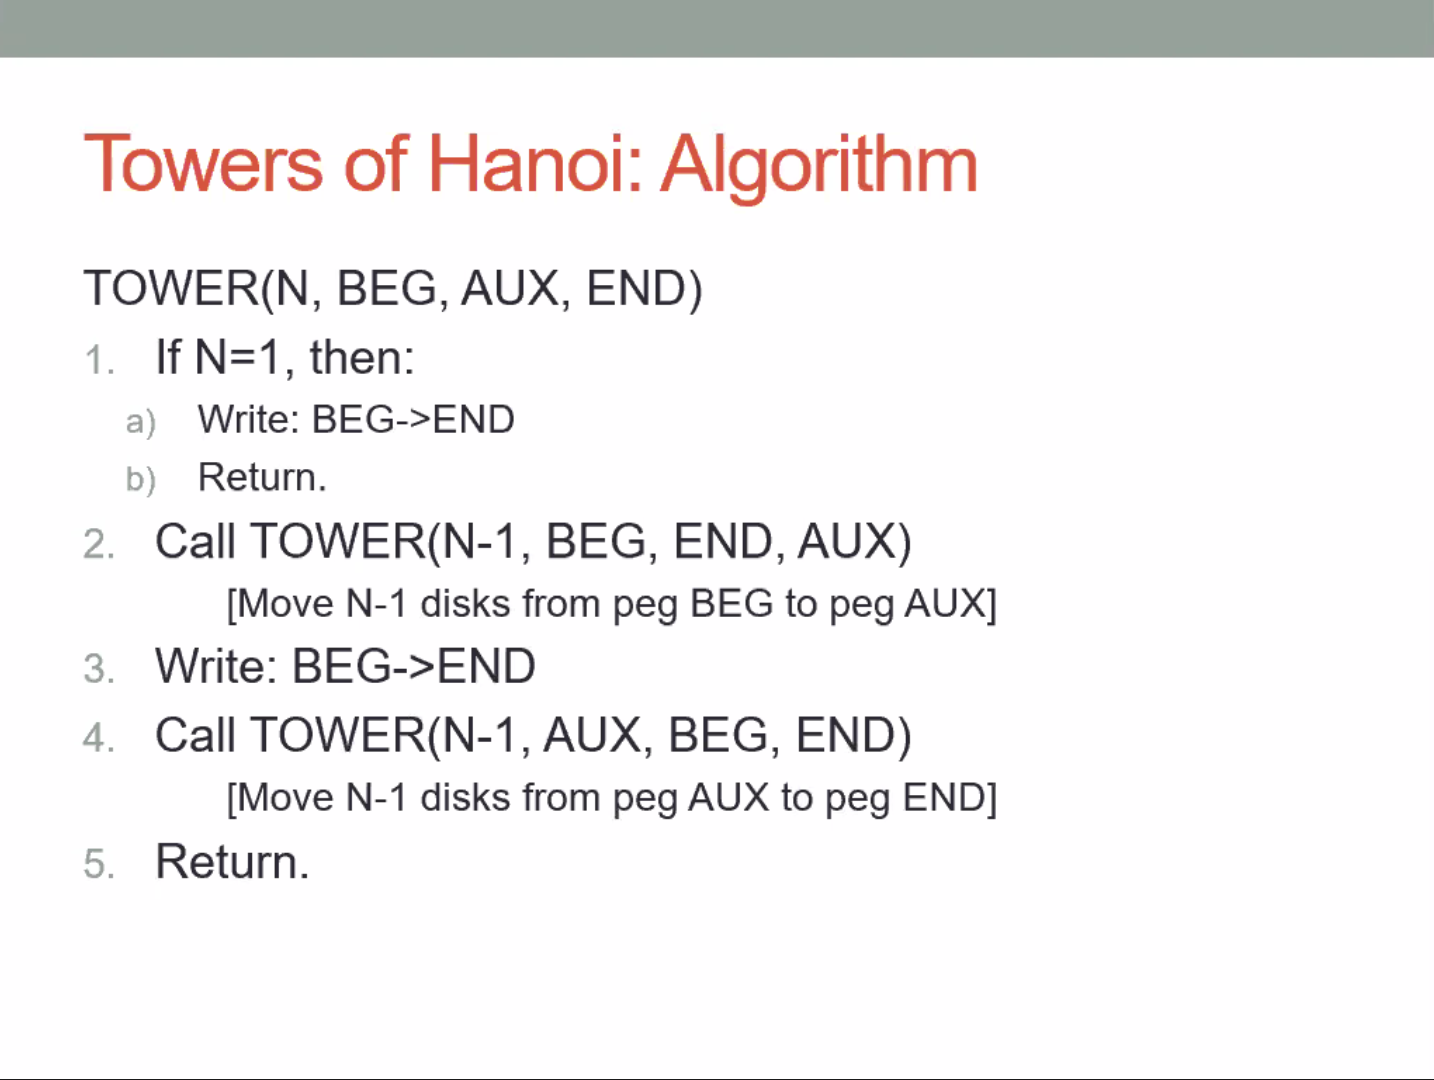 Towers of Hanoi: Algorithm
TOWER(N, BEG, AUX, END)
1. If N=1, then:
a) Write: BEG->END
b) Return.
2. Call TOWER(N-1, BEG, END, AUX)
[Move N-1 disks from peg BEG to peg AUX]
3. Write: BEG->END
4. Call TOWER(N-1, AUX, BEG, END)
[Move N-1 disks from peg AUX to peg END]
5. Return.